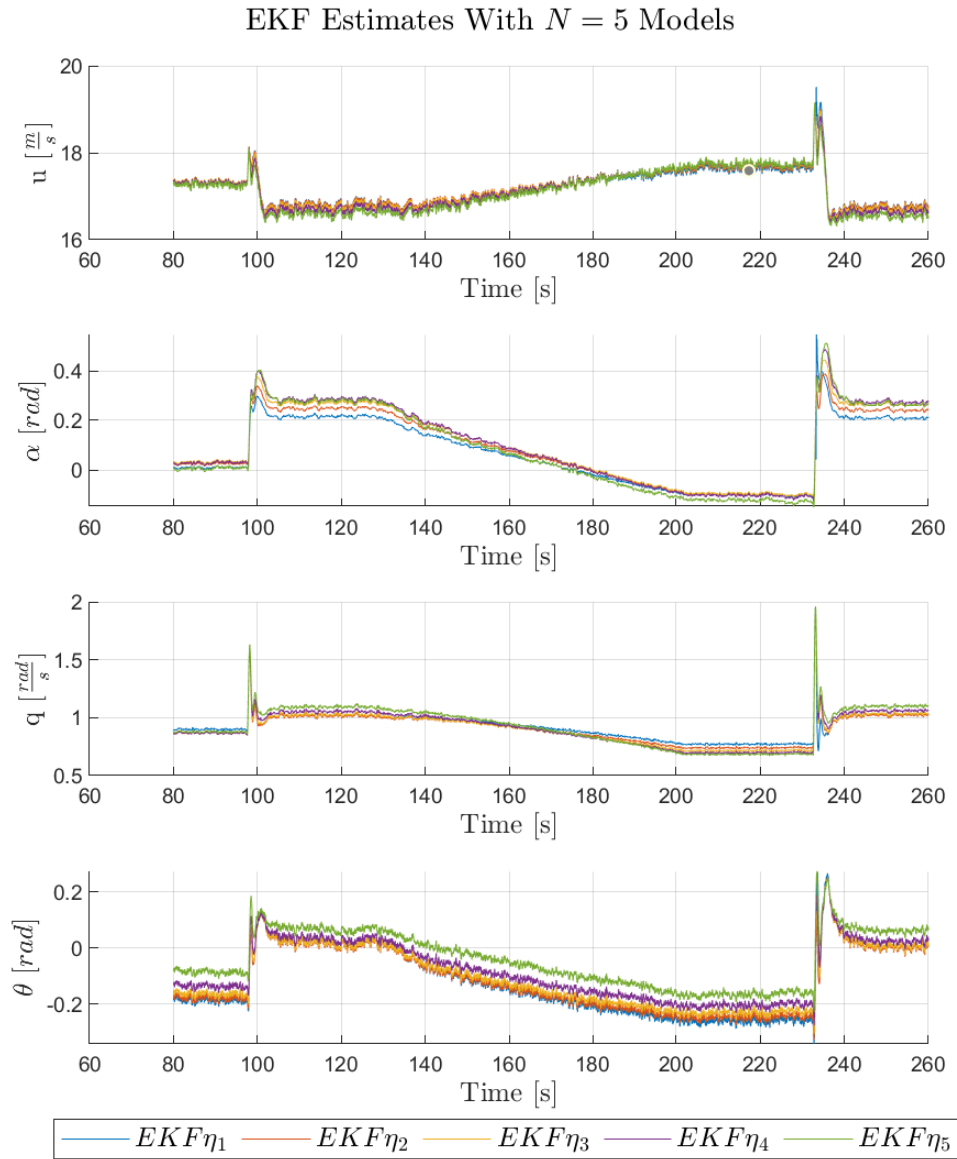 EKF Estimates With N = 5 Models
20
18
16
u [m/s]
60 80 100 120 140 160 180 200 220 240 260
Time [s]
0.4
0.2
0
α [rad]
60 80 100 120 140 160 180 200 220 240 260
Time [s]
2
1.5
1
0.5
q [rad/s]
60 80 100 120 140 160 180 200 220 240 260
Time [s]
0.2
0
-0.2
θ [rad]
60 80 100 120 140 160 180 200 220 240 260
Time [s]
EKFη₁ EKFη₂ EKFη₃ EKFη₄ EKFη₅